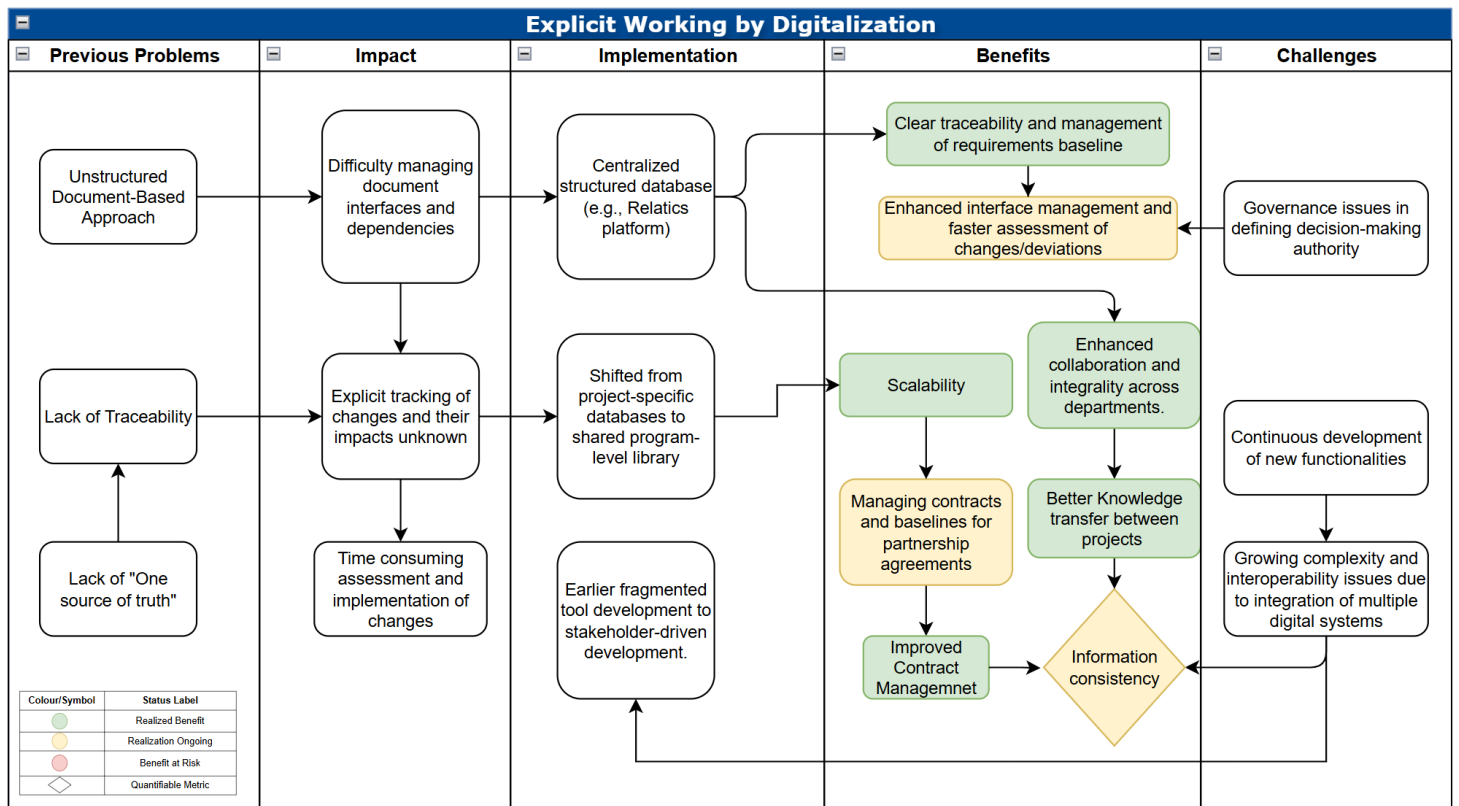 Explicit Working by Digitalization
Previous Problems
Impact
Implementation
Benefits
Challenges
Unstructured
Document-Based
Approach
Lack of Traceability
Lack of "One
source of truth"
Difficulty managing
document
interfaces and
dependencies
Explicit tracking of
changes and their
impacts unknown
Time consuming
assessment and
implementation of
changes
Centralized
structured database
(e.g., Relatics
platform)
Shifted from
project-specific
databases to
shared program-
level library
Earlier fragmented
tool development to
stakeholder-driven
development.
Clear traceability and management
of requirements baseline
Enhanced interface management and
faster assessment of
changes/deviations
Scalability
Managing contracts
and baselines for
partnership
agreements
Improved
Contract
Managemnet
Enhanced
collaboration and
integrality across
departments.
Better Knowledge
transfer between
projects
Information
consistency
Governance issues in
defining decision-making
authority
Continuous development
of new functionalities
Growing complexity and
interoperability issues due
to integration of multiple
digital systems
Colour/Symbol
Status Label
Realized Benefit
Realization Ongoing
Benefit at Risk
Quantifiable Metric